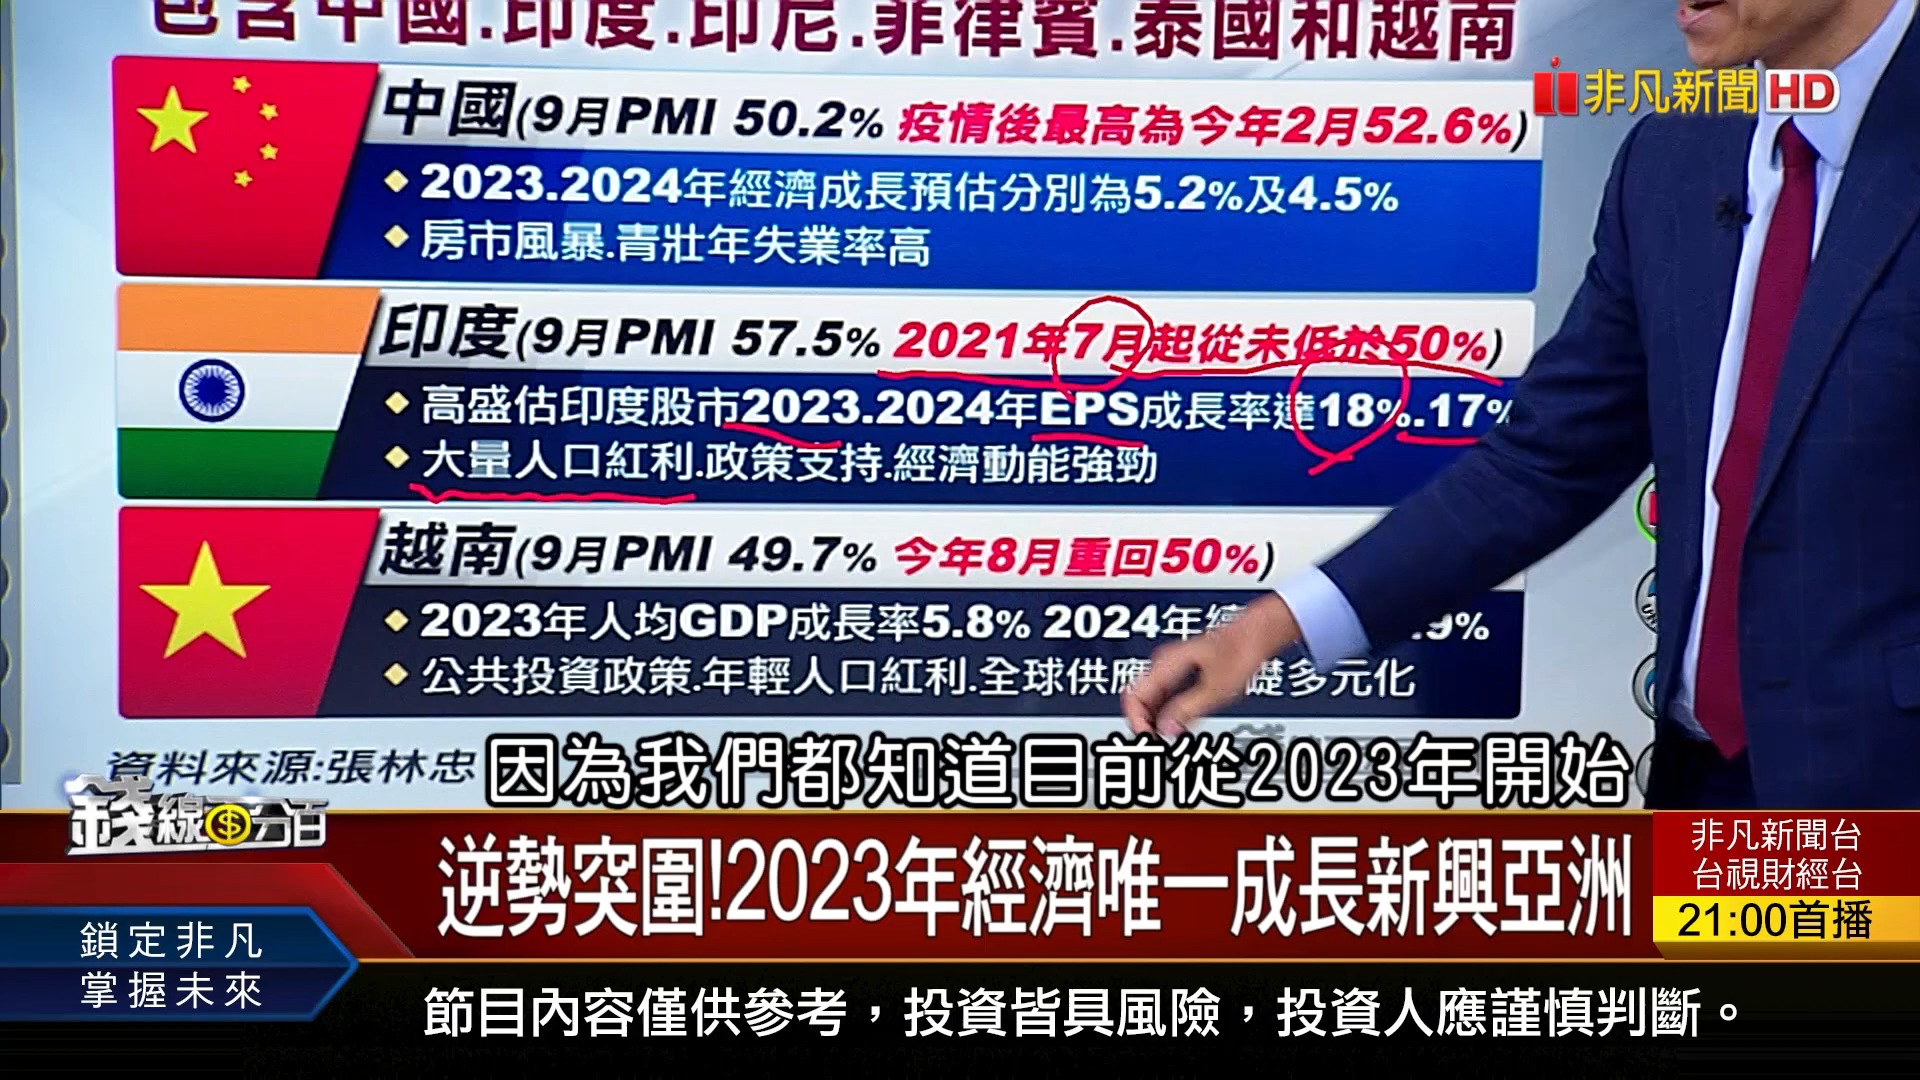 包含中國.印度.印尼.菲律賓.泰國和越南
非凡新聞HD
中國(9月PMI 50.2% 疫情後最高為今年2月52.6%)
2023.2024年經濟成長預估分別為5.2%及4.5%
房市風暴.青壯年失業率高
印度(9月PMI 57.5% 2021年7月起從未低於50%)
高盛估印度股市2023.2024年EPS成長率達18%.17%
大量人口紅利.政策支持.經濟動能強勁
越南(9月PMI 49.7% 今年8月重回50%)
2023年人均GDP成長率5.8% 2024年 .9%
公共投資政策.年輕人口紅利.全球供應 礎多元化
資料來源:張林忠
因為我們都知道目前從2023年開始
錢線百分百
逆勢突圍!2023年經濟唯一成長新興亞洲
非凡新聞台
台視財經台
21:00首播
鎖定非凡
掌握未來
節目內容僅供參考，投資皆具風險，投資人應謹慎判斷。